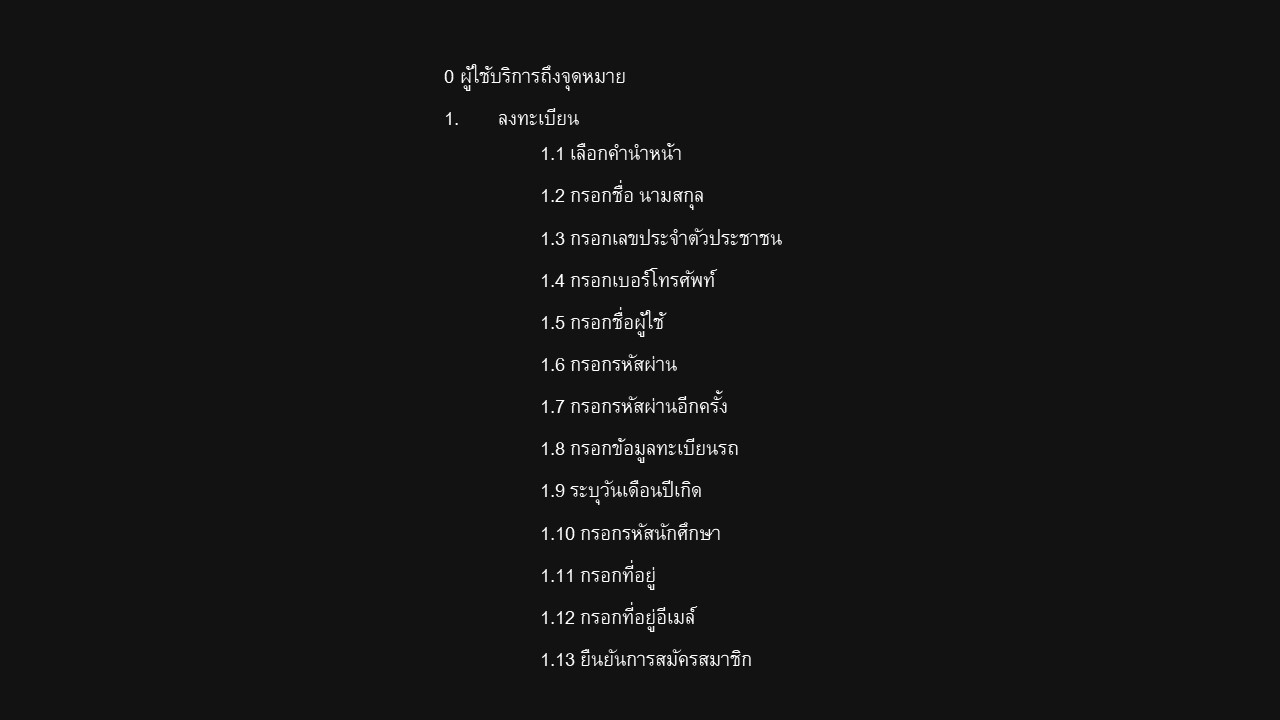 0 ผู้ใช้บริการถึงจุดหมาย
1. ลงทะเบียน
1.1 เลือกคำนำหน้า
1.2 กรอกชื่อ นามสกุล
1.3 กรอกเลขประจำตัวประชาชน
1.4 กรอกเบอร์โทรศัพท์
1.5 กรอกชื่อผู้ใช้
1.6 กรอกรหัสผ่าน
1.7 กรอกรหัสผ่านอีกครั้ง
1.8 กรอกข้อมูลทะเบียนรถ
1.9 ระบุวันเดือนปีเกิด
1.10 กรอกรหัสนักศึกษา
1.11 กรอกที่อยู่
1.12 กรอกที่อยู่อีเมล์
1.13 ยืนยันการสมัครสมาชิก